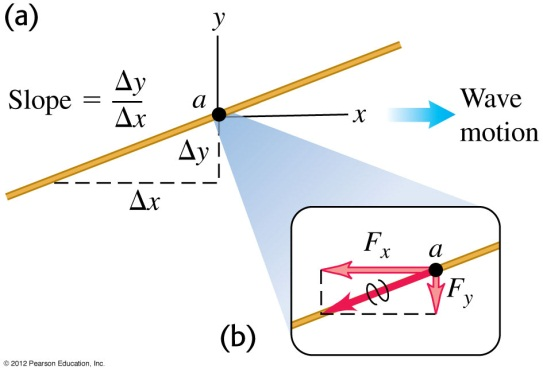 (a)
y
Slope = Δy/Δx
a
x
Wave
motion
Δy
Δx
F_x
a
F_y
(b)
© 2012 Pearson Education, Inc.